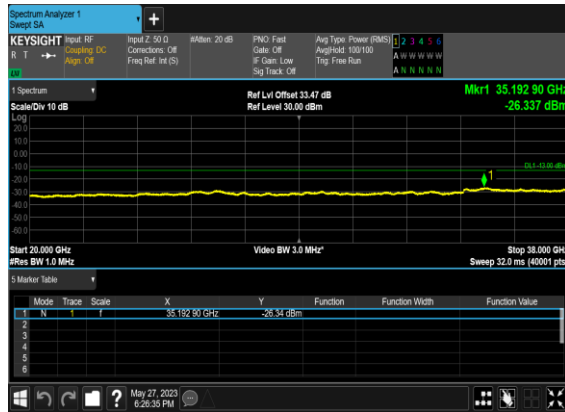 Spectrum Analyzer 1
Swept SA
+
KEYSIGHT Input: RF Input Z: 50 Ω #Atten: 20 dB PNO: Fast Avg Type: Power (RMS) 1 2 3 4 5 6
R T Coupling: DC Corrections: Off Gate: Off Avg|Hold: 100/100 A W W W W W
Align: Off Freq Ref: Int (S) IF Gain: Low Trig: Free Run
Sig Track: Off A N N N N N
LXI
1 Spectrum Ref Lvl Offset 33.47 dB Mkr1 35.192 90 GHz
Scale/Div 10 dB Ref Level 30.00 dBm -26.337 dBm
Log
20.0
10.0
0.00
-10.0 DL1 -13.00 dBm
-20.0 1
-30.0
-40.0
-50.0
-60.0
Start 20.000 GHz Video BW 3.0 MHz* Stop 38.000 GHz
#Res BW 1.0 MHz Sweep 32.0 ms (40001 pts)
5 Marker Table
Mode Trace Scale X Y Function Function Width Function Value
1 N 1 f 35.192 90 GHz -26.34 dBm
2
3
4
5
6
? May 27, 2023
6:26:35 PM